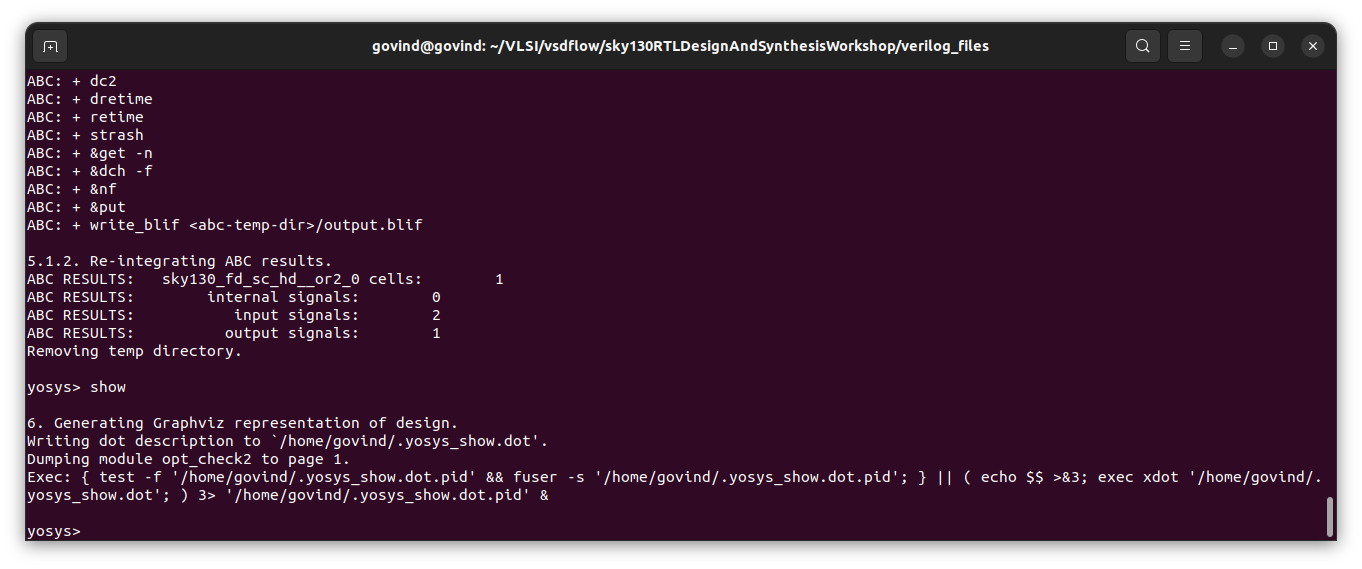 govind@govind: ~/VLSI/vsdflow/sky130RTLDesignAndSynthesisWorkshop/verilog_files
ABC: + dc2
ABC: + dretime
ABC: + retime
ABC: + strash
ABC: + &get -n
ABC: + &dch -f
ABC: + &nf
ABC: + &put
ABC: + write_blif <abc-temp-dir>/output.blif
5.1.2. Re-integrating ABC results.
ABC RESULTS:   sky130_fd_sc_hd__or2_0 cells:        1
ABC RESULTS:        internal signals:        0
ABC RESULTS:           input signals:        2
ABC RESULTS:          output signals:        1
Removing temp directory.
yosys> show
6. Generating Graphviz representation of design.
Writing dot description to `/home/govind/.yosys_show.dot'.
Dumping module opt_check2 to page 1.
Exec: { test -f '/home/govind/.yosys_show.dot.pid' && fuser -s '/home/govind/.yosys_show.dot.pid'; } || ( echo $$ >&3; exec xdot '/home/govind/.
yosys_show.dot'; ) 3> '/home/govind/.yosys_show.dot.pid' &
yosys>